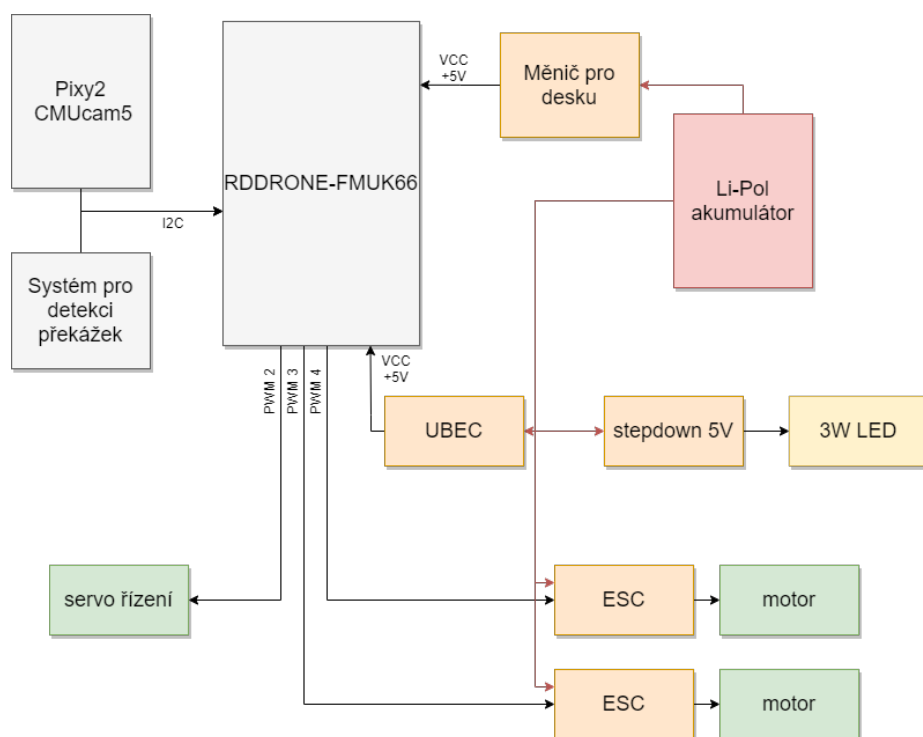 Pixy2
CMUcam5
RDDRONE-FMUK66
VCC
+5V
Měnič pro
desku
Li-Pol
akumulátor
I2C
Systém pro
detekci
překážek
PWM 2
PWM 3
PWM 4
VCC
+5V
UBEC
stepdown 5V
3W LED
servo řízení
ESC
motor
ESC
motor